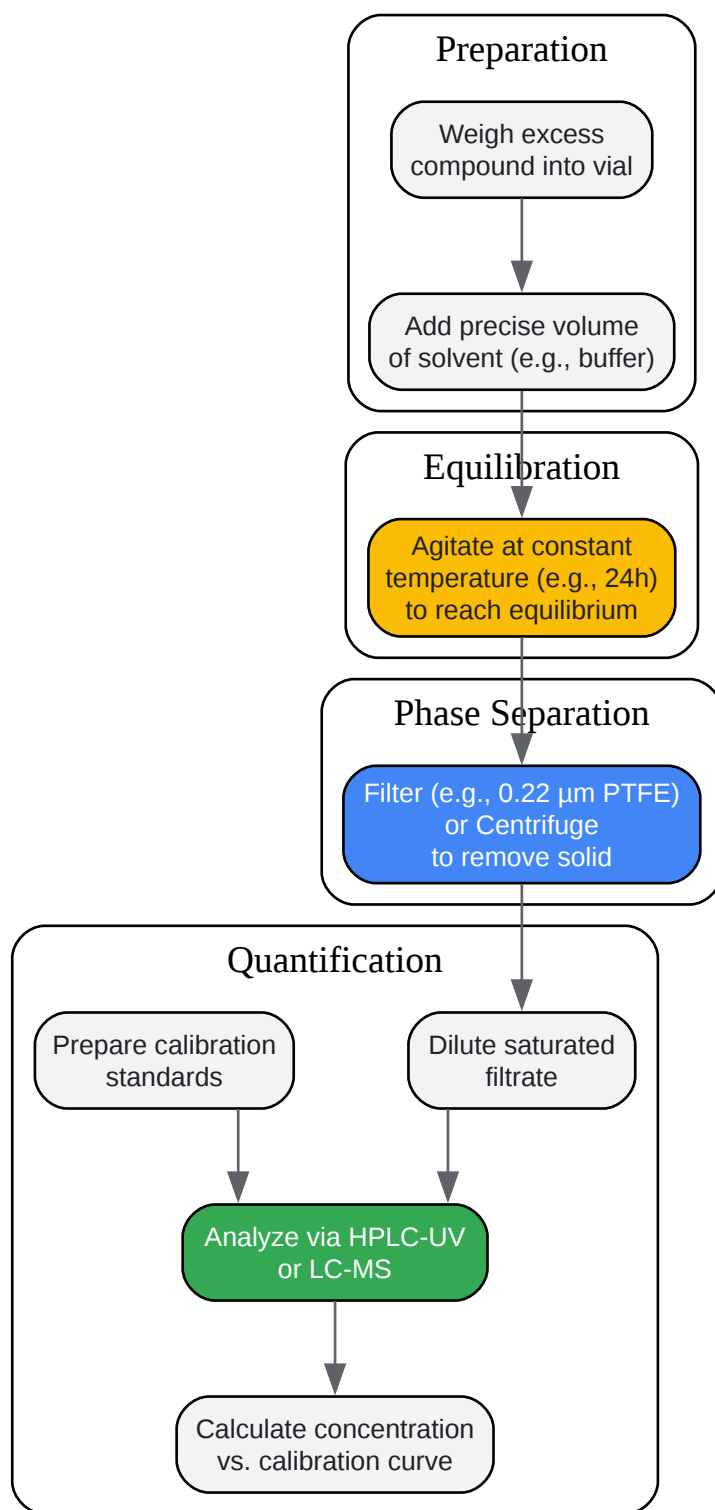 Preparation
Weigh excess
compound into vial
Add precise volume
of solvent (e.g., buffer)
Equilibration
Agitate at constant
temperature (e.g., 24h)
to reach equilibrium
Phase Separation
Filter (e.g., 0.22 µm PTFE)
or Centrifuge
to remove solid
Quantification
Prepare calibration
standards
Dilute saturated
filtrate
Analyze via HPLC-UV
or LC-MS
Calculate concentration
vs. calibration curve